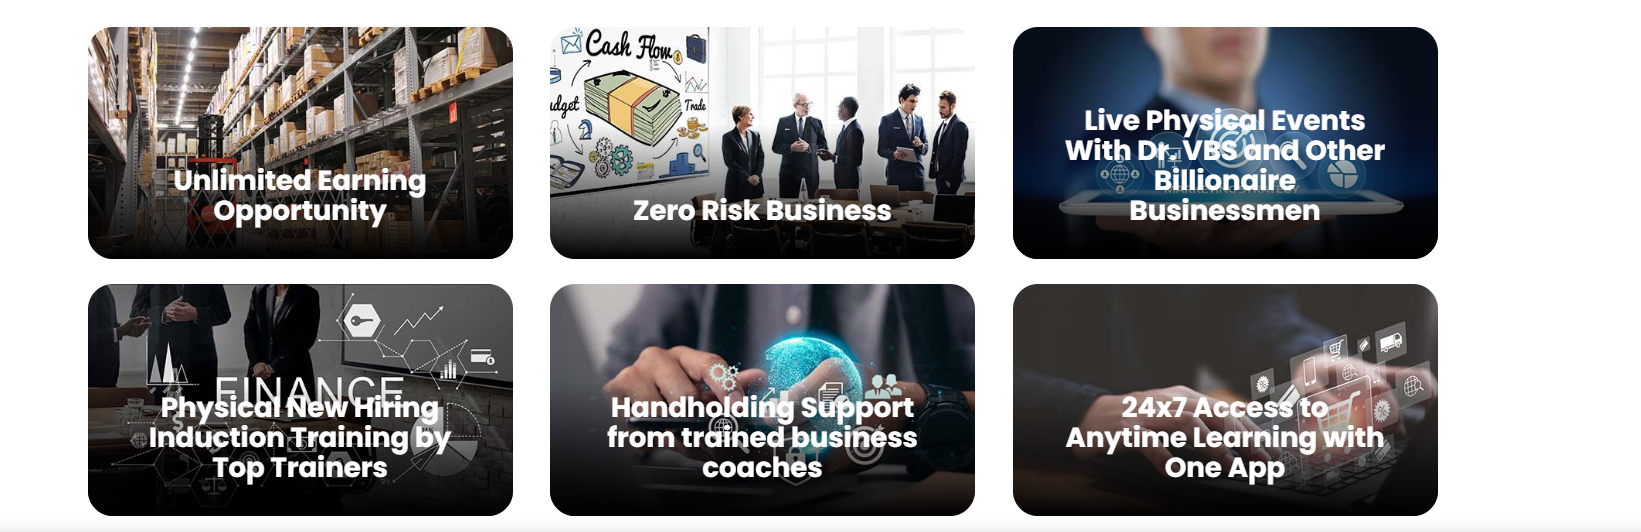 Cash Flow
udget
Trade
Unlimited Earning
Opportunity
Zero Risk Business
Live Physical Events
With Dr. VBS and Other
Billionaire
Businessmen
FINANCE
Physical New Hiring
Induction Training by
Top Trainers
Handholding Support
from trained business
coaches
24x7 Access to
Anytime Learning with
One App